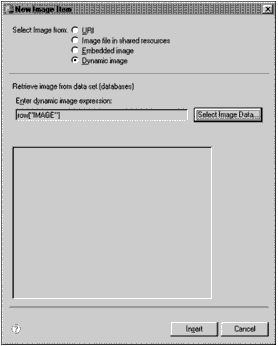 New Image Item
Select Image from:
URI
Image file in shared resources
Embedded image
Dynamic image
Retrieve image from data set (databases)
Enter dynamic image expression:
row["IMAGE"]
Select Image Data...
?
Insert
Cancel